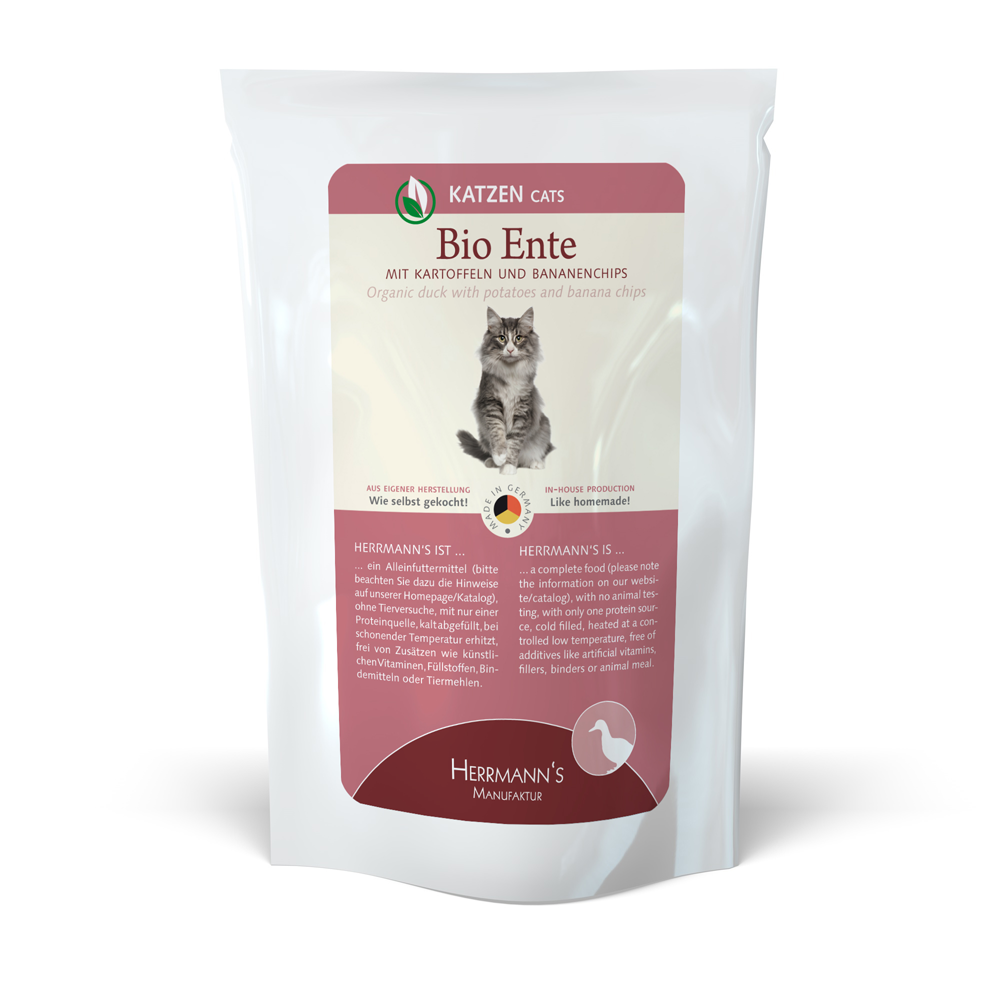 KATZEN CATS
Bio Ente
MIT KARTOFFELN UND BANANENCHIPS
Organic duck with potatoes and banana chips
AUS EIGENER HERSTELLUNG
Wie selbst gekocht!
MADE IN GERMANY
IN-HOUSE PRODUCTION
Like homemade!
HERRMANN'S IST ...
... ein Alleinfuttermittel (bitte
beachten Sie dazu die Hinweise
auf unserer Homepage/Katalog),
ohne Tierversuche, mit nur einer
Proteinquelle, kalt abgefüllt, bei
schonender Temperatur erhitzt,
frei von Zusätzen wie künstli-
chen Vitaminen, Füllstoffen, Bin-
demitteln oder Tiermehlen.
HERRMANN'S IS ...
... a complete food (please note
the information on our websi-
te/catalog), with no animal tes-
ting, with only one protein sour-
ce, cold filled, heated at a con-
trolled low temperature, free of
additives like artificial vitamins,
fillers, binders or animal meal.
HERRMANN'S
MANUFAKTUR